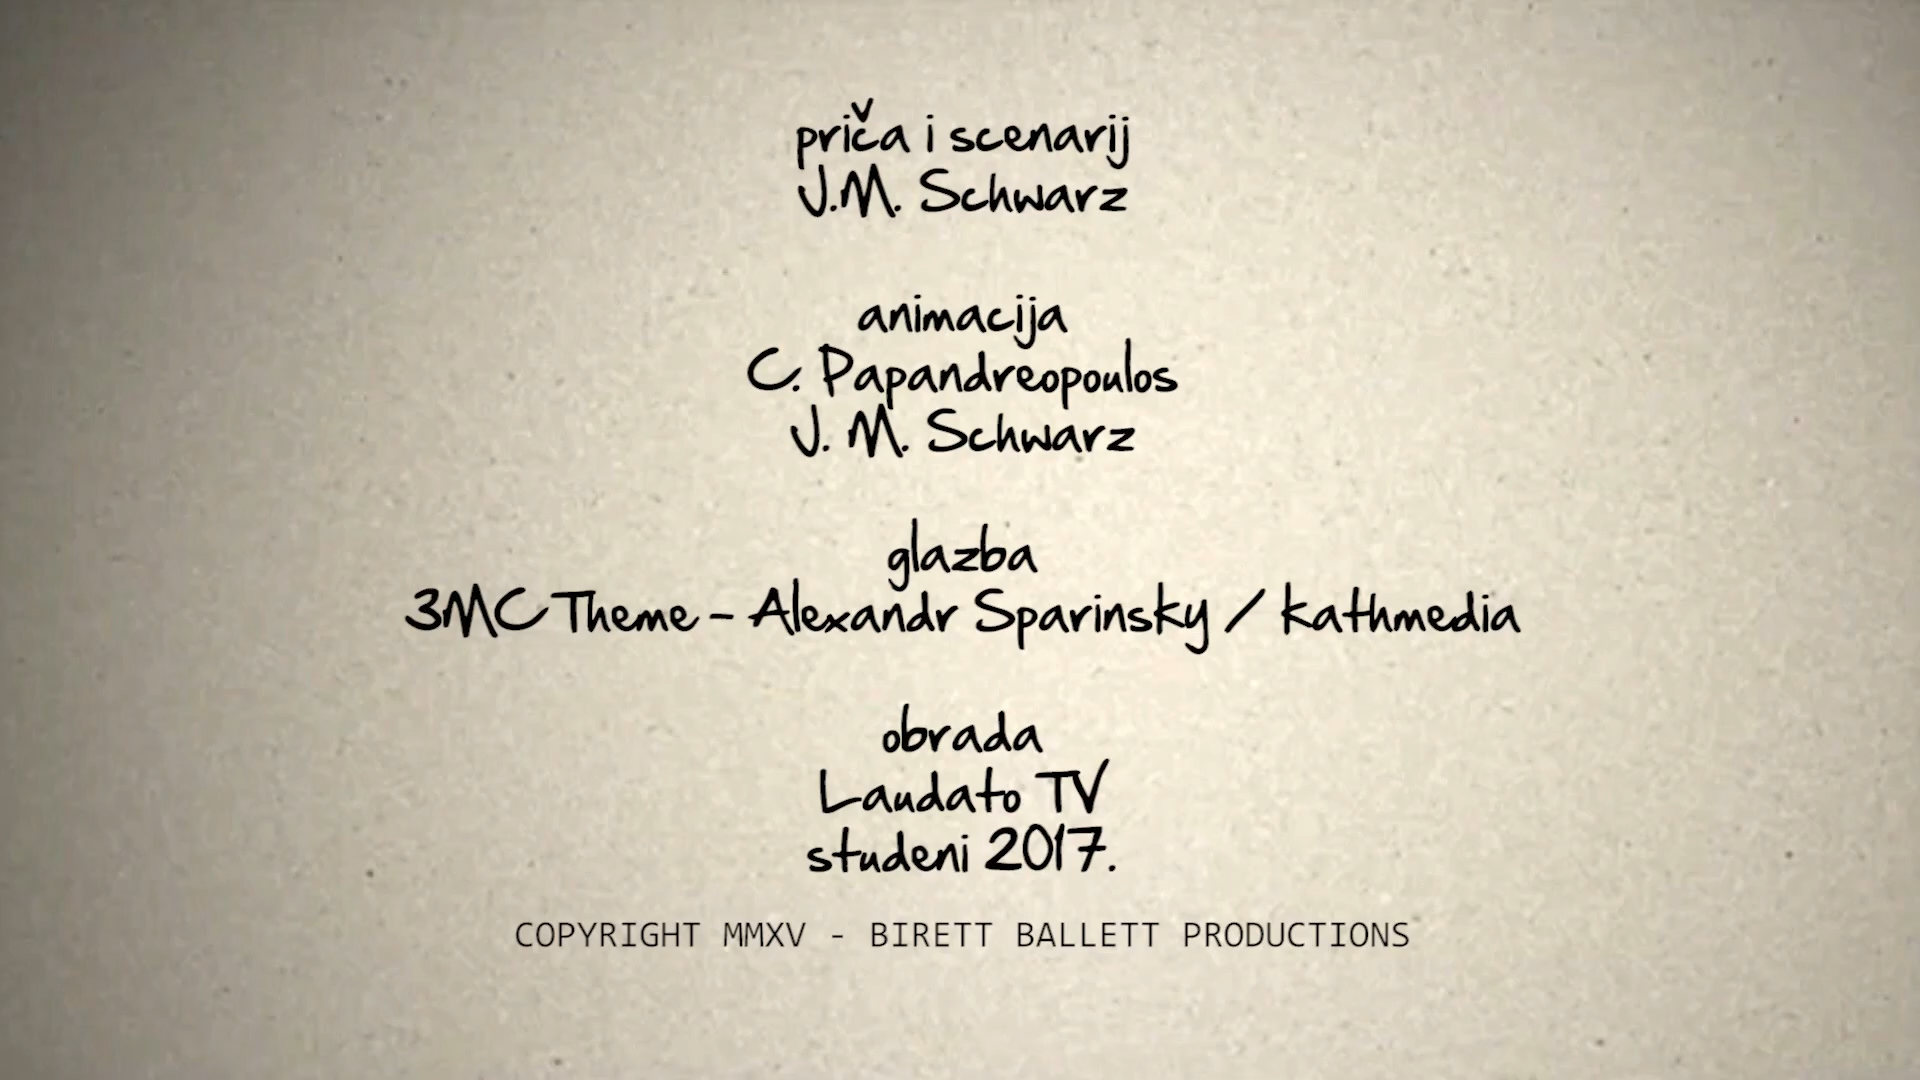 priča i scenarij
J.M. Schwarz
animacija
C. Papandreopoulos
J. M. Schwarz
glazba
3MC Theme - Alexandr Sparinsky / kathmedia
obrada
Laudato TV
studeni 2017.
COPYRIGHT MMXV - BIRETT BALLETT PRODUCTIONS